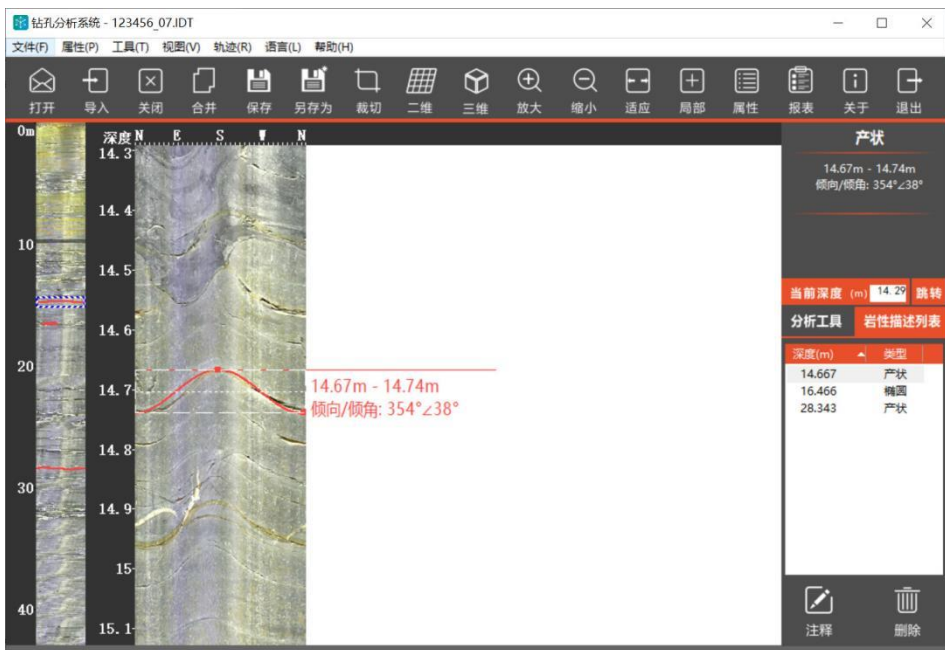 钻孔分析系统 - 123456_07.IDT
文件(F) 属性(P) 工具(T) 视图(V) 轨迹(R) 语言(L) 帮助(H)
打开 导入 关闭 合并 保存 另存为 裁切 二维 三维 放大 缩小 适应 局部 属性 报表 关于 退出
0m
10
20
30
40
深度 N E S W N
14.3
14.4
14.5
14.6
14.7
14.8
14.9
15
15.1
14.67m - 14.74m
倾向/倾角: 354°∠38°
产状
14.67m - 14.74m
倾向/倾角: 354°∠38°
当前深度 (m) 14.29 跳转
分析工具 岩性描述列表
深度(m) 类型
14.667 产状
16.466 椭圆
28.343 产状
注释 删除